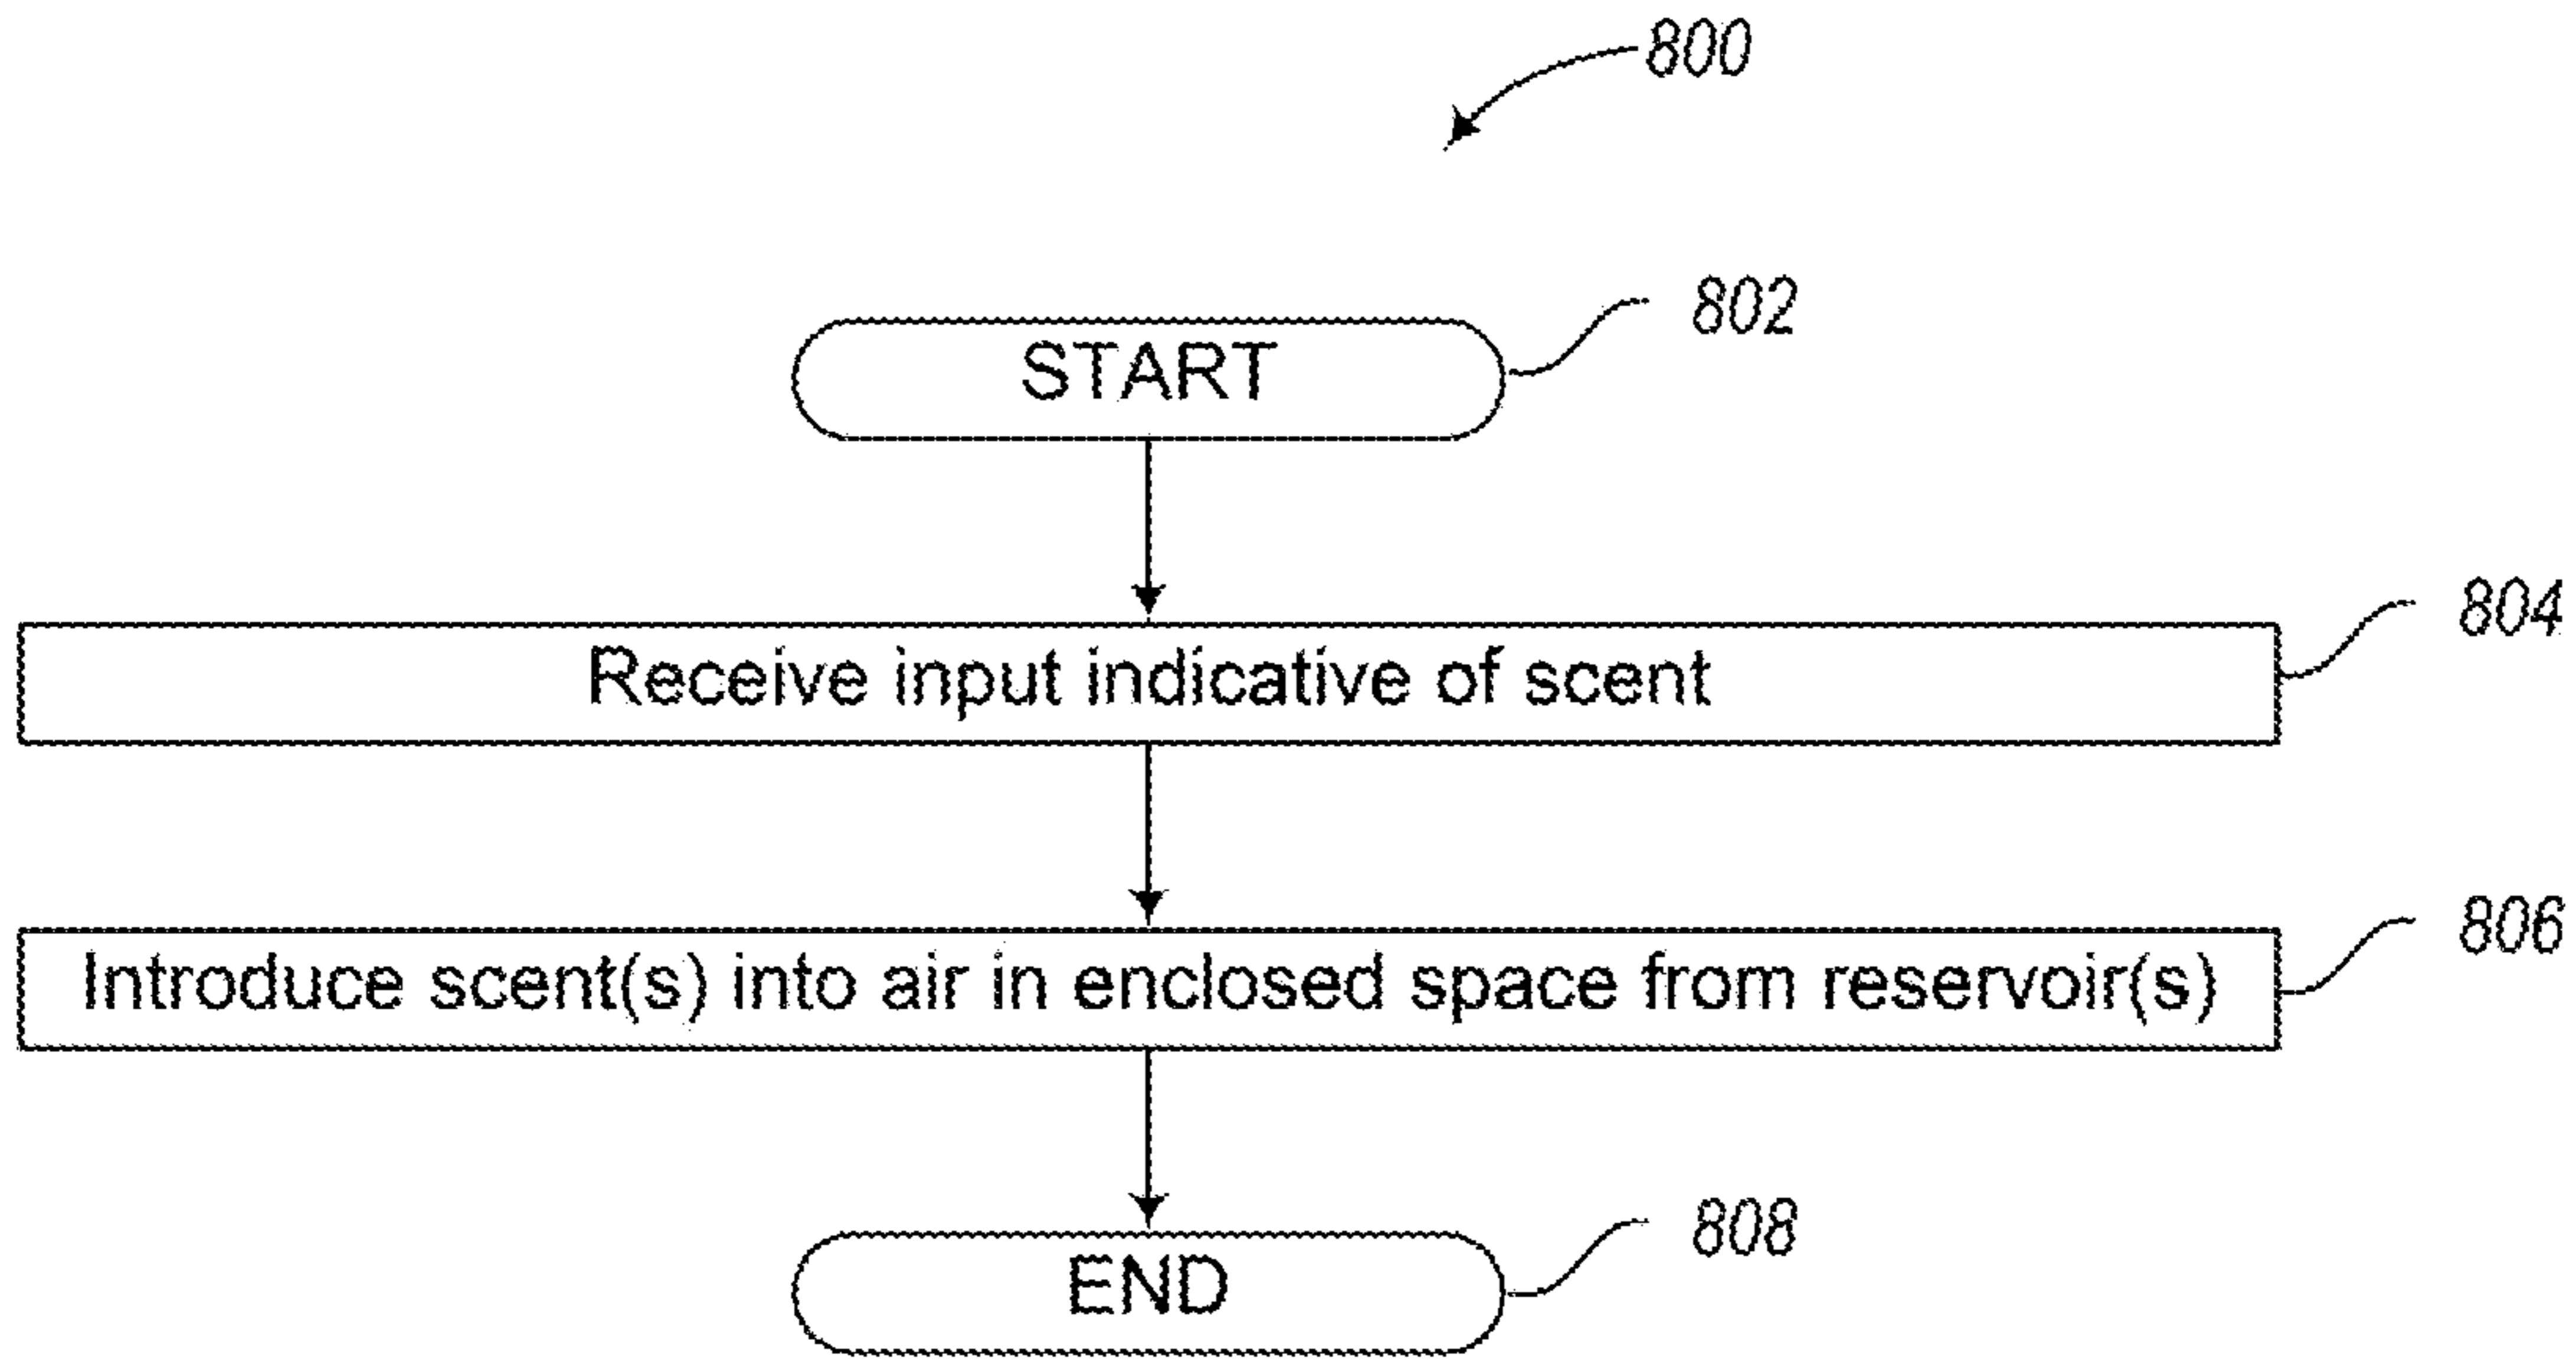 800
START
802
Receive input indicative of scent
804
Introduce scent(s) into air in enclosed space from reservoir(s)
806
END
808